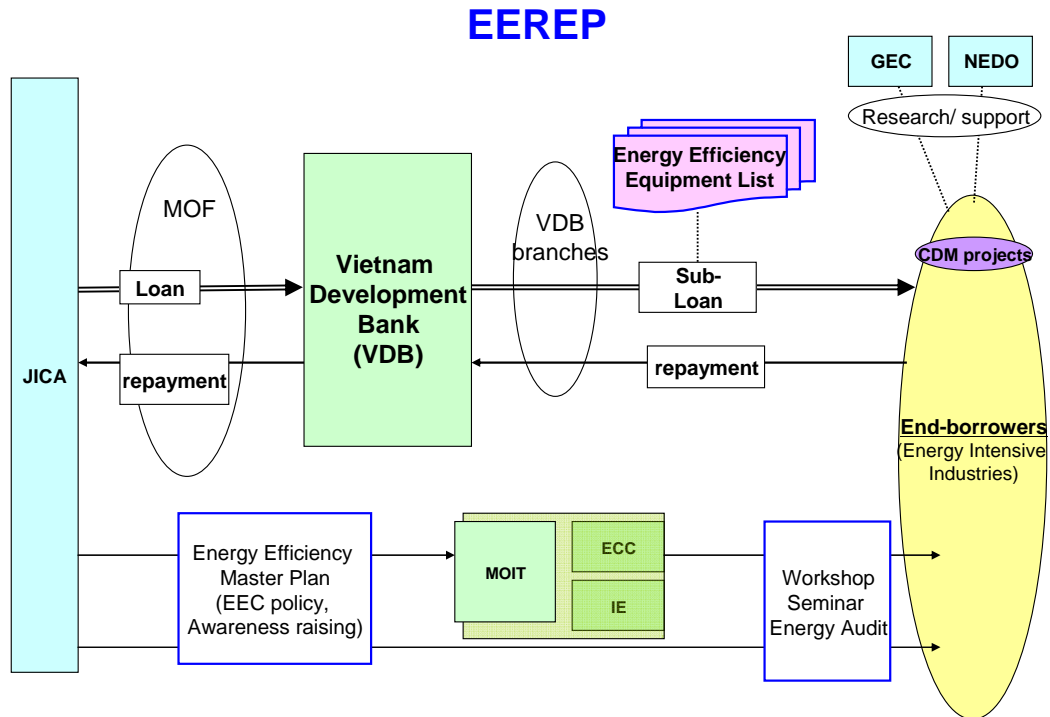 EEREP
GEC
NEDO
Research/ support
Energy Efficiency
Equipment List
MOF
VDB
branches
CDM projects
Vietnam
Development
Bank
(VDB)
Loan
Sub-
Loan
JICA
repayment
repayment
End-borrowers
(Energy Intensive
Industries)
Energy Efficiency
Master Plan
(EEC policy,
Awareness raising)
MOIT
ECC
IE
Workshop
Seminar
Energy Audit